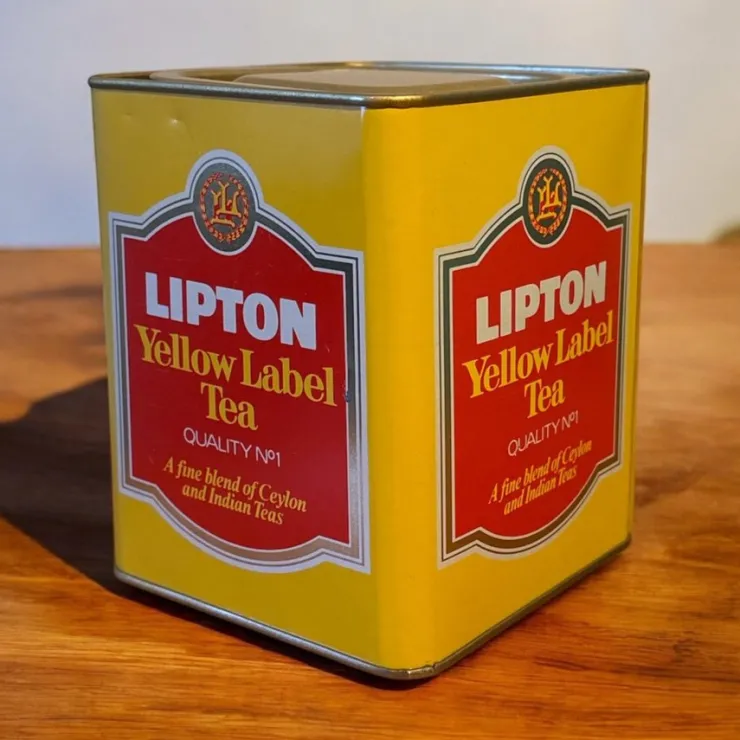 LIPTON
Yellow Label
Tea
QUALITY Nº1
A fine blend of Ceylon
and Indian Teas
LIPTON
Yellow Label
Tea
QUALITY Nº1
A fine blend of Ceylon
and Indian Teas